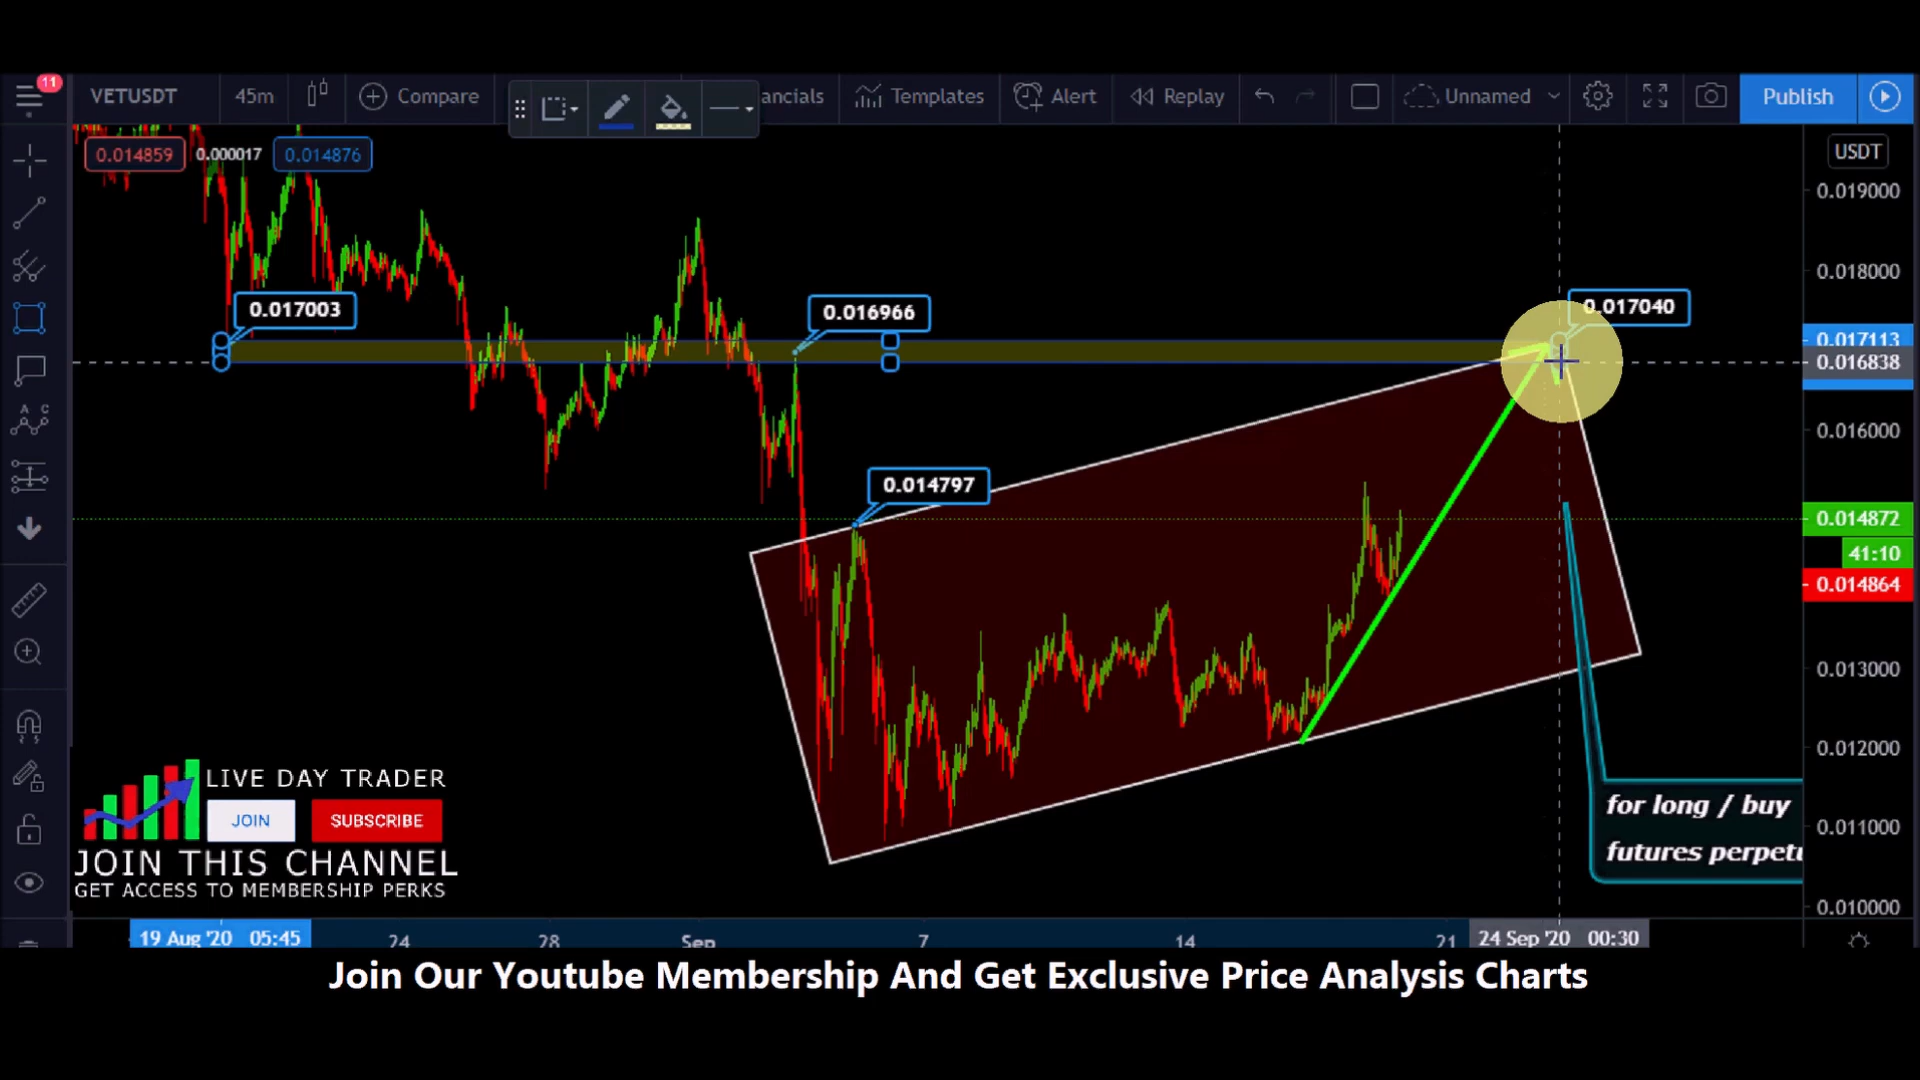 11
VETUSDT
45m
Compare
ancials
Templates
Alert
Replay
Unnamed
Publish
0.014859
0.000017
0.014876
USDT
0.019000
0.018000
0.017003
0.016966
0.017040
0.017113
0.016838
0.016000
0.014797
0.014872
41:10
0.014864
0.013000
0.012000
for long / buy
futures perpetu
0.011000
0.010000
LIVE DAY TRADER
JOIN
SUBSCRIBE
JOIN THIS CHANNEL
GET ACCESS TO MEMBERSHIP PERKS
19 Aug '20 05:45
24
28
Sep
7
14
21
24 Sep '20 00:30
Join Our Youtube Membership And Get Exclusive Price Analysis Charts